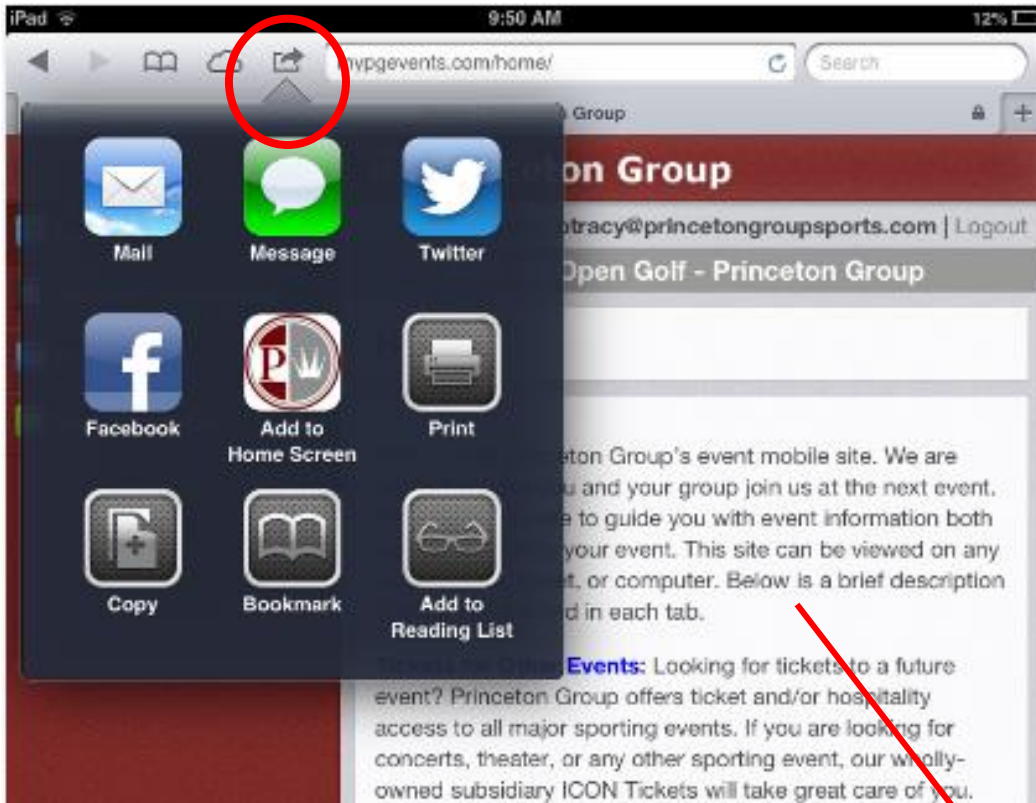 iPad 9:50 AM 12%
mvpgevents.com/home/ Search
Group
on Group
otracy@princetongroupsports.com | Logout
Open Golf - Princeton Group
Mail Message Twitter
Facebook Add to Home Screen Print
Copy Bookmark Add to Reading List
eton Group's event mobile site. We are
u and your group join us at the next event.
e to guide you with event information both
your event. This site can be viewed on any
et, or computer. Below is a brief description
d in each tab.
Events: Looking for tickets to a future
event? Princeton Group offers ticket and/or hospitality
access to all major sporting events. If you are looking for
concerts, theater, or any other sporting event, our wholly-
owned subsidiary ICON Tickets will take great care of you.